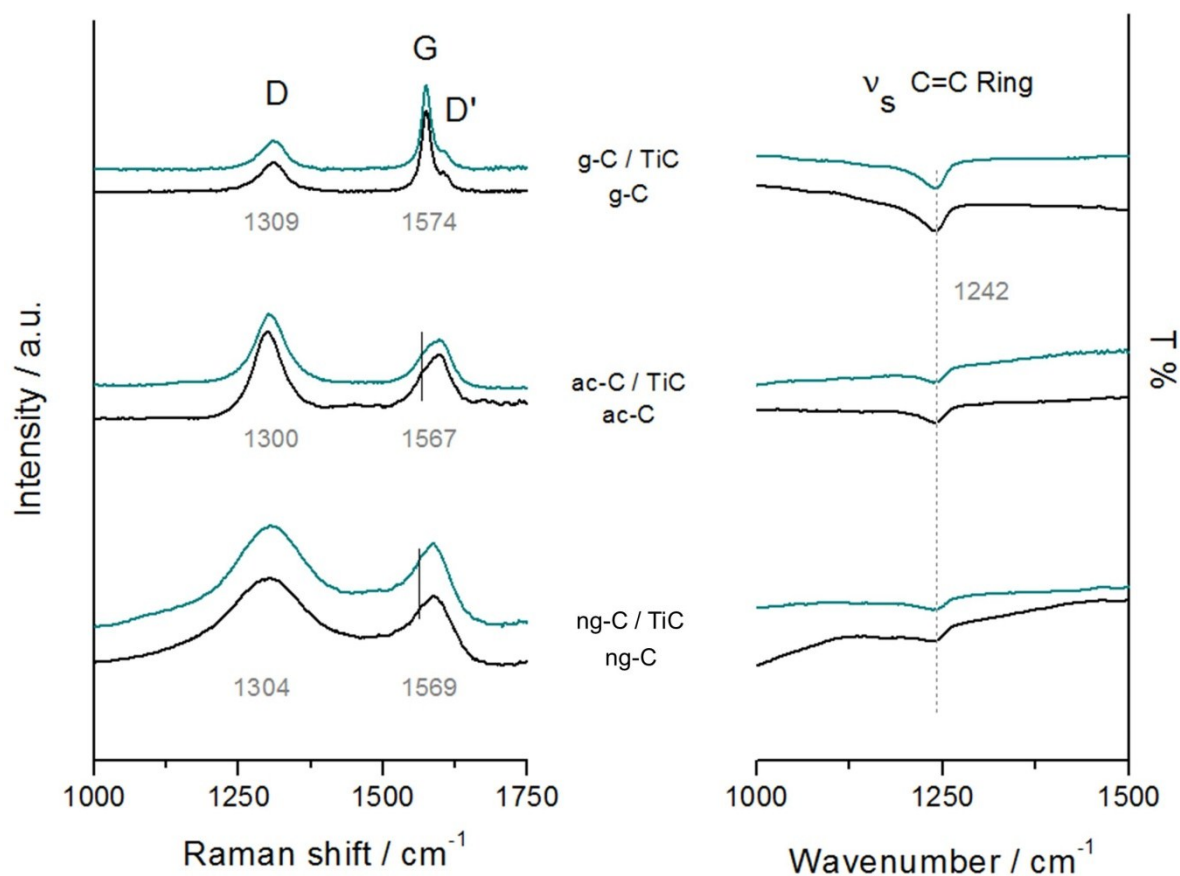 G
D
D'
ν_s C=C Ring
g-C / TiC
g-C
1309
1574
1242
ac-C / TiC
ac-C
1300
1567
ng-C / TiC
ng-C
1304
1569
Intensity / a.u.
T %
1000
1250
1500
1750
1000
1250
1500
Raman shift / cm⁻¹
Wavenumber / cm⁻¹